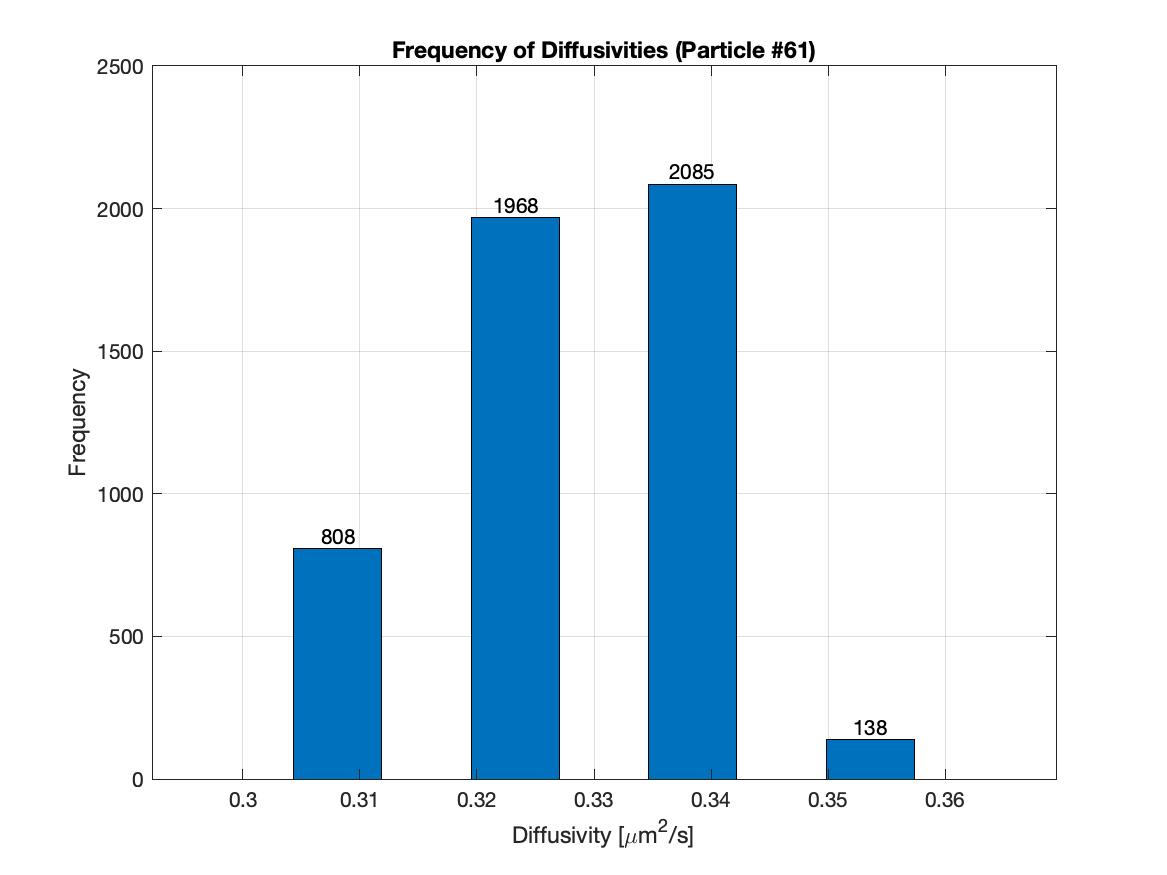 Frequency of Diffusivities (Particle #61)
2500
2000
1500
1000
500
0
Frequency
808
1968
2085
138
0.3 0.31 0.32 0.33 0.34 0.35 0.36
Diffusivity [μm²/s]